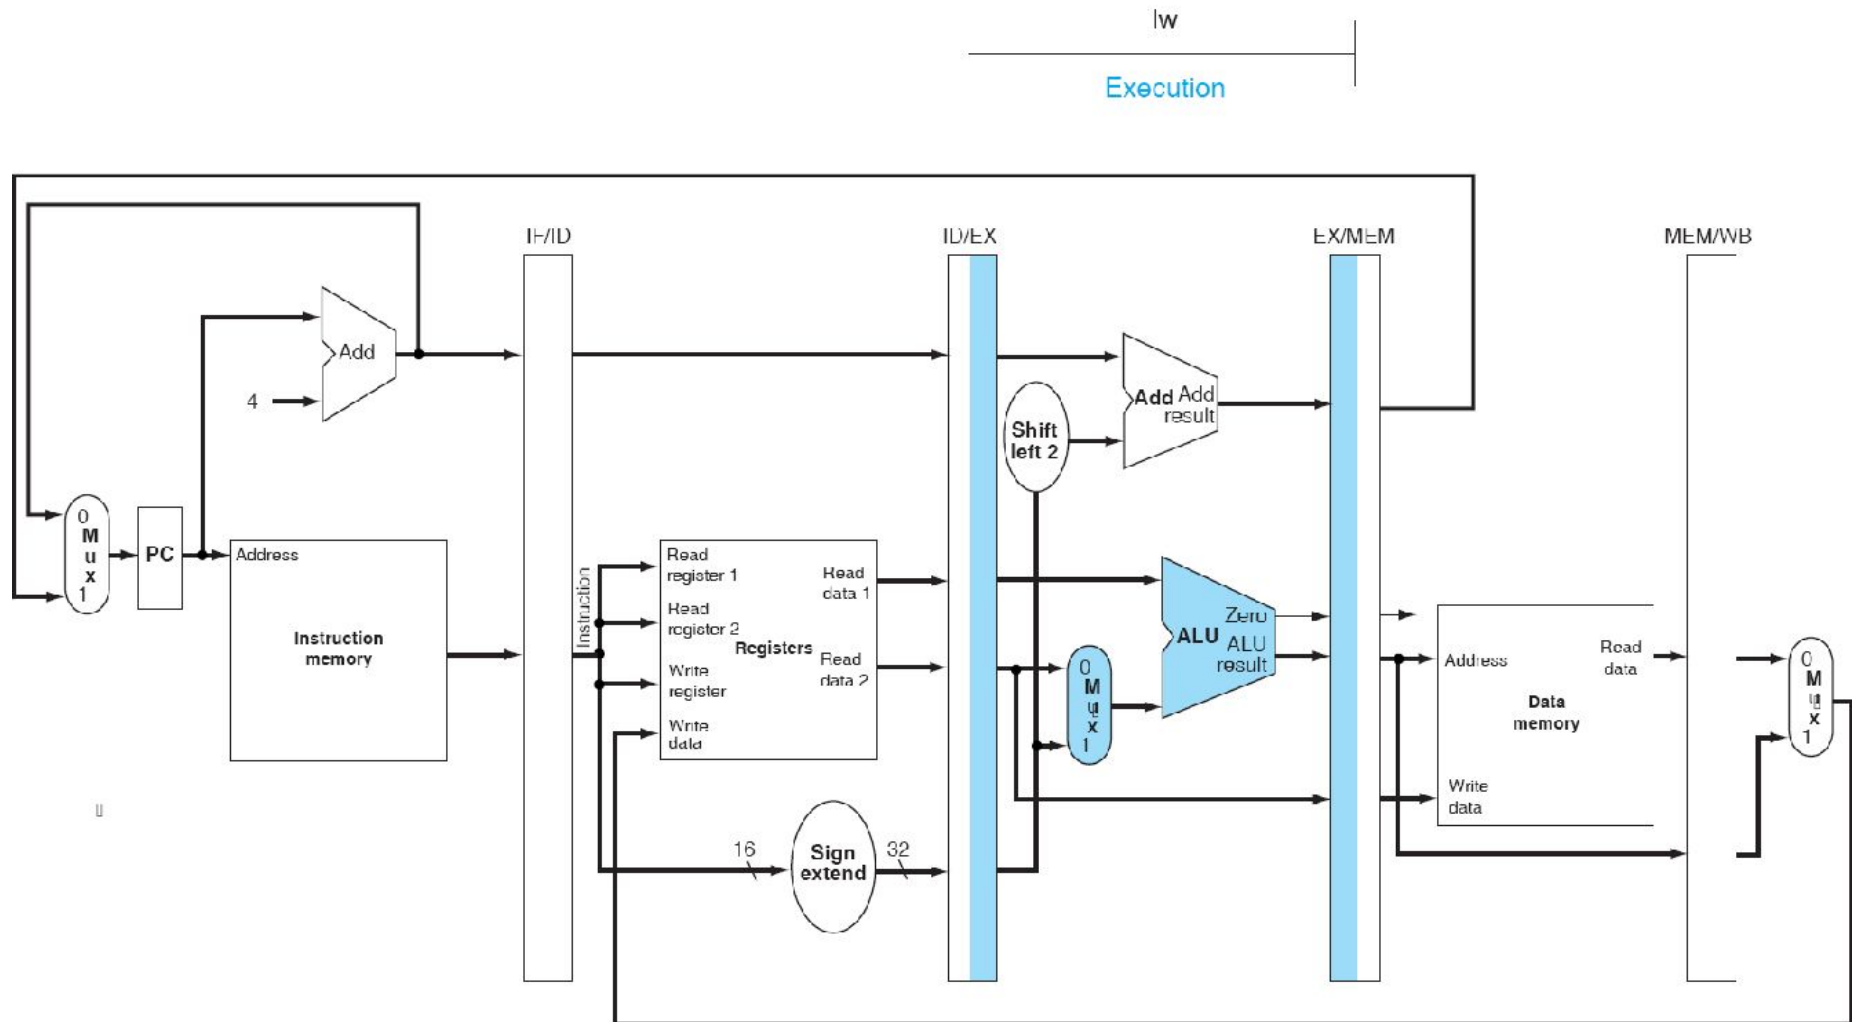 lw
Execution
IF/ID
ID/EX
EX/MEM
MEM/WB
Add
4
Add Add
result
Shift
left 2
0
M
u
x
1
PC
Address
Instruction
memory
Instruction
Read
register 1
Read
register 2
Write
register
Write
data
Registers
Read
data 1
Read
data 2
0
M
u
x
1
ALU
Zero
ALU
result
Address
Read
data
Data
memory
Write
data
0
M
u
x
1
16
Sign
extend
32